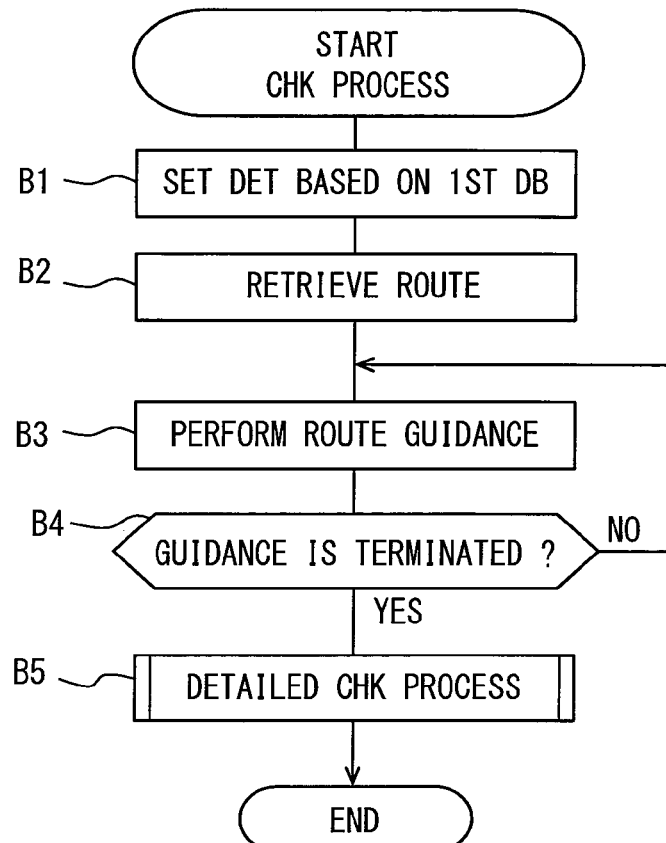 START
CHK PROCESS
B1
SET DET BASED ON 1ST DB
B2
RETRIEVE ROUTE
B3
PERFORM ROUTE GUIDANCE
B4
GUIDANCE IS TERMINATED ?
NO
YES
B5
DETAILED CHK PROCESS
END